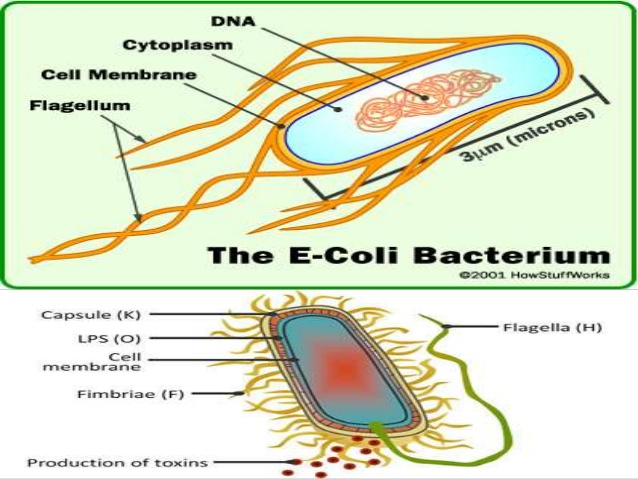 DNA
Cytoplasm
Cell Membrane
Flagellum
3µm (microns)
The E-Coli Bacterium
©2001 HowStuffWorks
Capsule (K)
LPS (O)
Cell
membrane
Fimbriae (F)
Flagella (H)
Production of toxins